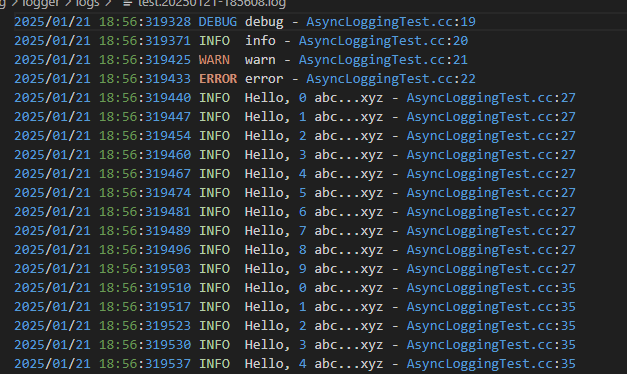 logger > logs > test.20250121-185608.log
2025/01/21 18:56:319328 DEBUG debug - AsyncLoggingTest.cc:19
2025/01/21 18:56:319371 INFO  info - AsyncLoggingTest.cc:20
2025/01/21 18:56:319425 WARN  warn - AsyncLoggingTest.cc:21
2025/01/21 18:56:319433 ERROR error - AsyncLoggingTest.cc:22
2025/01/21 18:56:319440 INFO  Hello, 0 abc...xyz - AsyncLoggingTest.cc:27
2025/01/21 18:56:319447 INFO  Hello, 1 abc...xyz - AsyncLoggingTest.cc:27
2025/01/21 18:56:319454 INFO  Hello, 2 abc...xyz - AsyncLoggingTest.cc:27
2025/01/21 18:56:319460 INFO  Hello, 3 abc...xyz - AsyncLoggingTest.cc:27
2025/01/21 18:56:319467 INFO  Hello, 4 abc...xyz - AsyncLoggingTest.cc:27
2025/01/21 18:56:319474 INFO  Hello, 5 abc...xyz - AsyncLoggingTest.cc:27
2025/01/21 18:56:319481 INFO  Hello, 6 abc...xyz - AsyncLoggingTest.cc:27
2025/01/21 18:56:319489 INFO  Hello, 7 abc...xyz - AsyncLoggingTest.cc:27
2025/01/21 18:56:319496 INFO  Hello, 8 abc...xyz - AsyncLoggingTest.cc:27
2025/01/21 18:56:319503 INFO  Hello, 9 abc...xyz - AsyncLoggingTest.cc:27
2025/01/21 18:56:319510 INFO  Hello, 0 abc...xyz - AsyncLoggingTest.cc:35
2025/01/21 18:56:319517 INFO  Hello, 1 abc...xyz - AsyncLoggingTest.cc:35
2025/01/21 18:56:319523 INFO  Hello, 2 abc...xyz - AsyncLoggingTest.cc:35
2025/01/21 18:56:319530 INFO  Hello, 3 abc...xyz - AsyncLoggingTest.cc:35
2025/01/21 18:56:319537 INFO  Hello, 4 abc...xyz - AsyncLoggingTest.cc:35